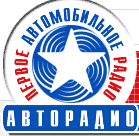 ПЕРВОЕ АВТОМОБИЛЬНОЕ РАДИО
АВТОРАДИО